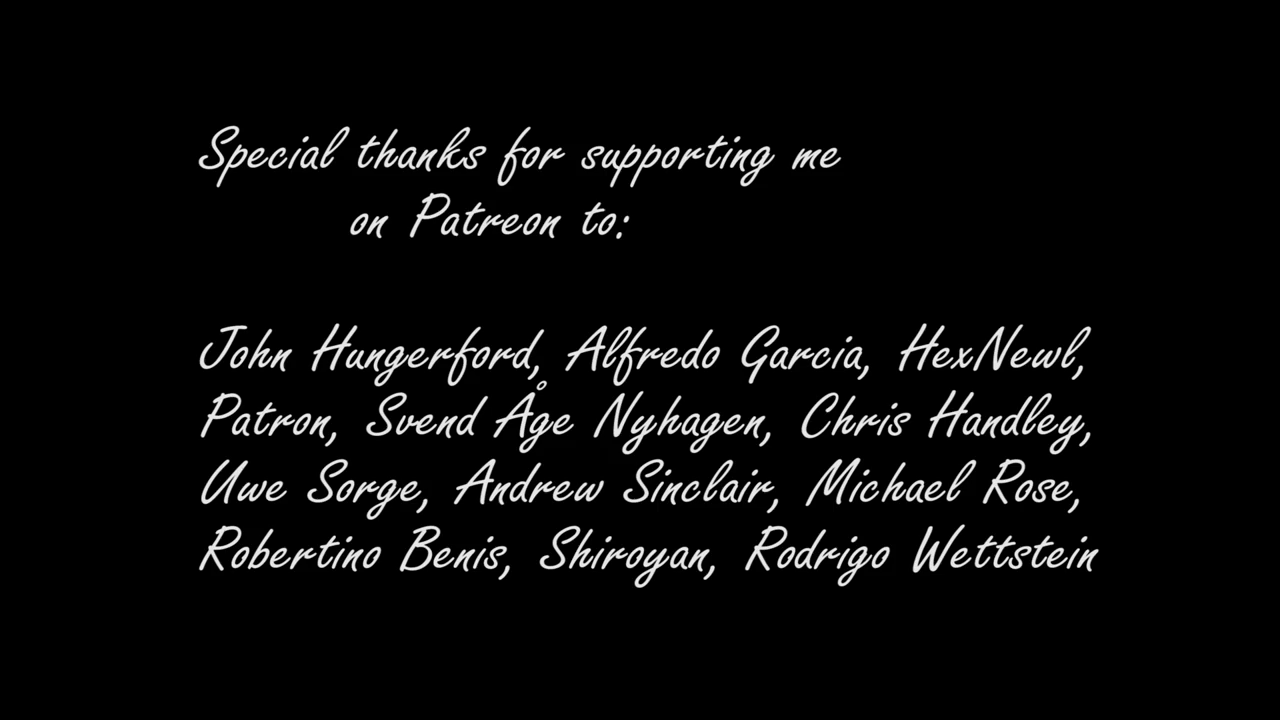 Special thanks for supporting me
on Patreon to:
John Hungerford, Alfredo Garcia, HexNewl,
Patron, Svend Åge Nyhagen, Chris Handley,
Uwe Sorge, Andrew Sinclair, Michael Rose,
Robertino Benis, Shiroyan, Rodrigo Wettstein